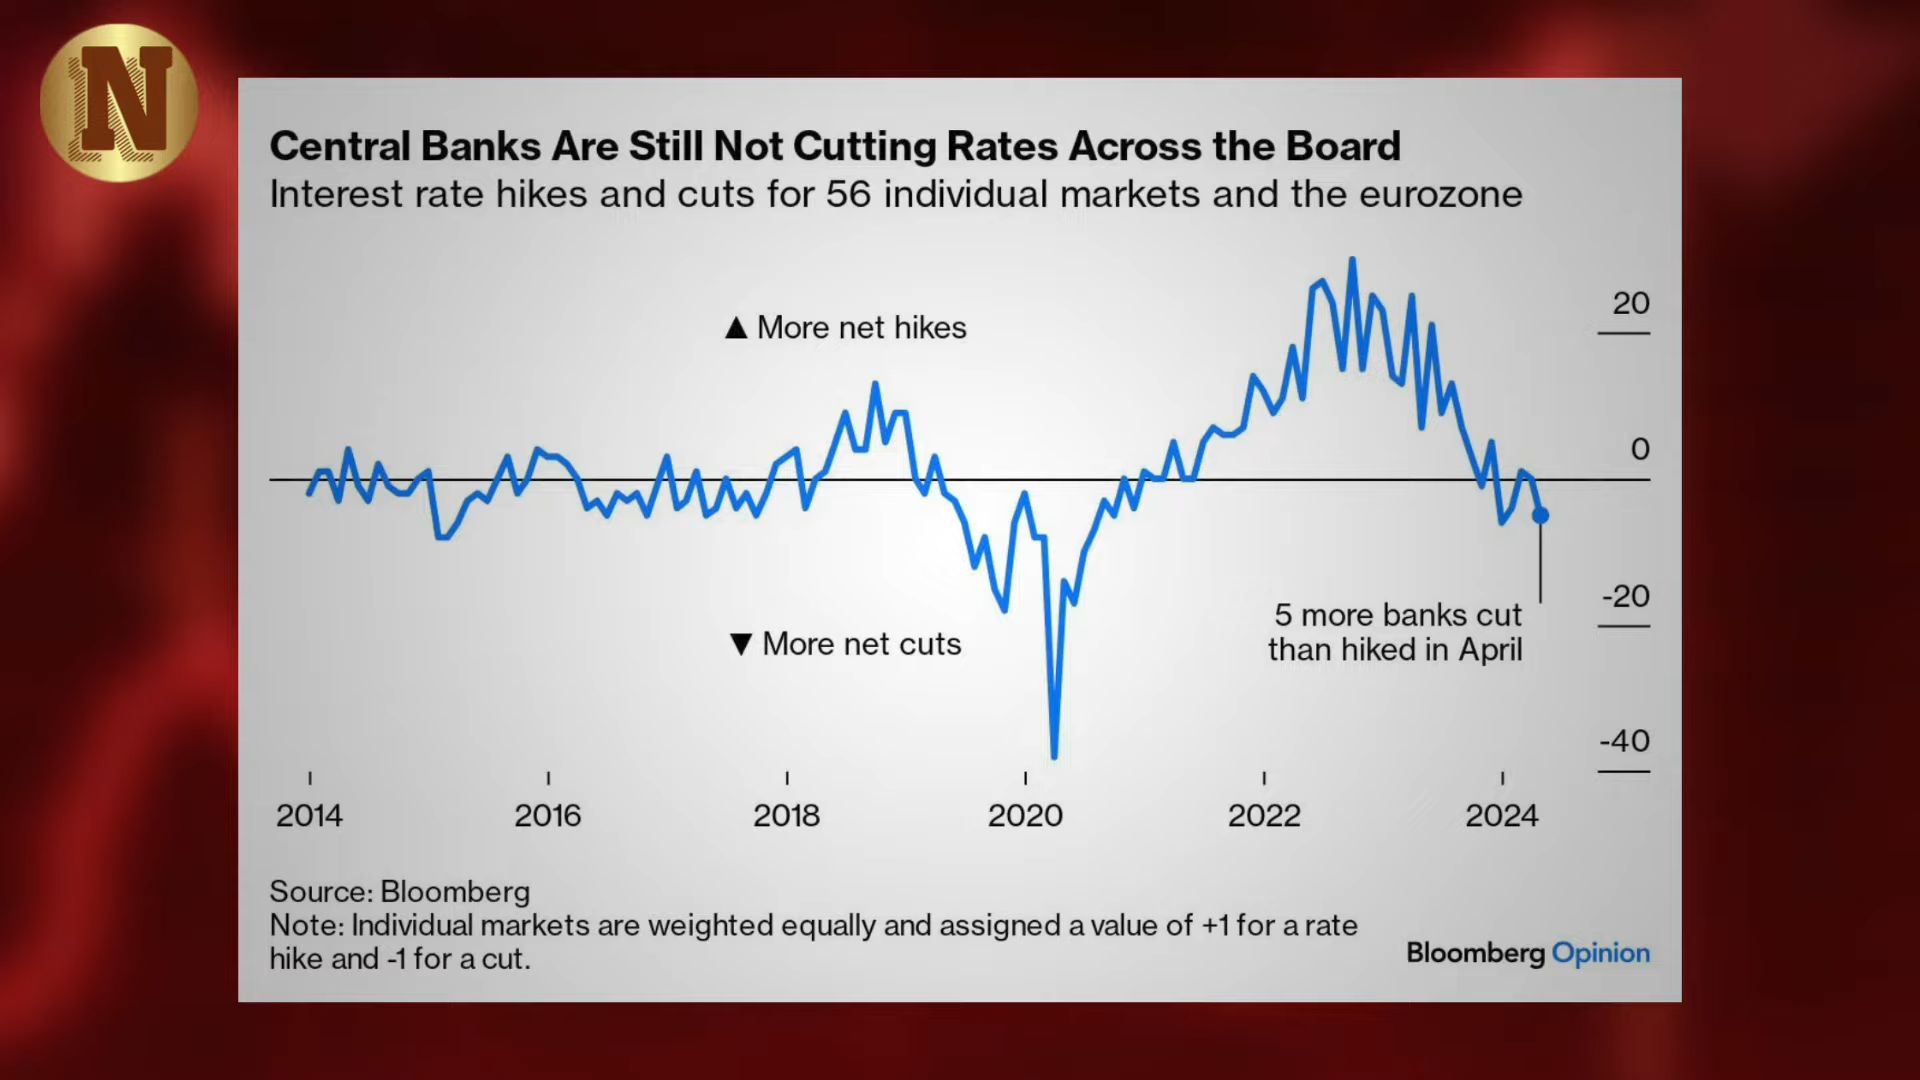 N
Central Banks Are Still Not Cutting Rates Across the Board
Interest rate hikes and cuts for 56 individual markets and the eurozone
▲ More net hikes
20
0
-20
-40
▼ More net cuts
5 more banks cut
than hiked in April
2014 2016 2018 2020 2022 2024
Source: Bloomberg
Note: Individual markets are weighted equally and assigned a value of +1 for a rate
hike and -1 for a cut.
Bloomberg Opinion